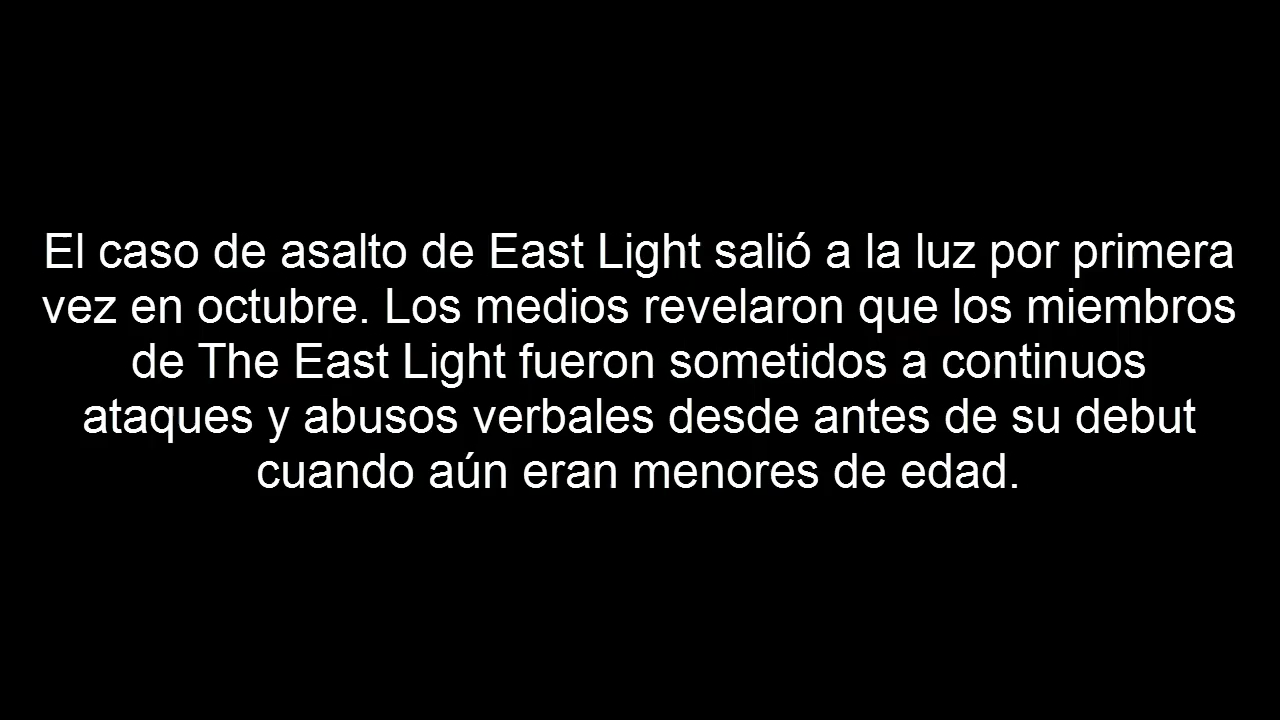 El caso de asalto de East Light salió a la luz por primera
vez en octubre. Los medios revelaron que los miembros
de The East Light fueron sometidos a continuos
ataques y abusos verbales desde antes de su debut
cuando aún eran menores de edad.